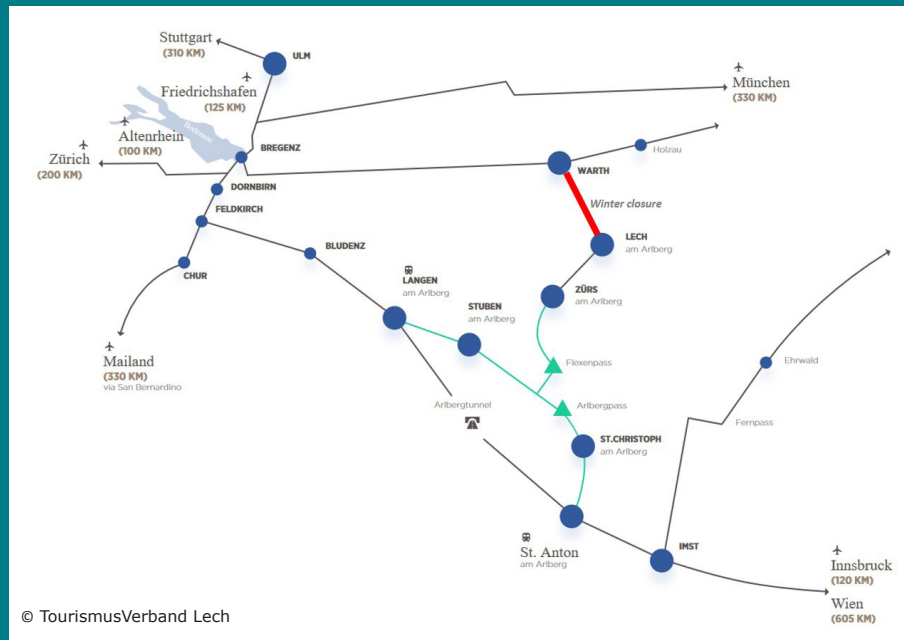 Stuttgart
(310 KM)
ULM
Friedrichshafen
(125 KM)
München
(330 KM)
Bodensee
Altenrhein
(100 KM)
Zürich
(200 KM)
BREGENZ
Holzau
WARTH
DORNBIRN
Winter closure
FELDKIRCH
LECH
am Arlberg
BLUDENZ
CHUR
LANGEN
am Arlberg
ZÜRS
am Arlberg
STUBEN
am Arlberg
Mailand
(330 KM)
via San Bernardino
Flexenpass
Ehrwald
Arlbergtunnel
Arlbergpass
Fernpass
ST.CHRISTOPH
am Arlberg
St. Anton
am Arlberg
IMST
Innsbruck
(120 KM)
Wien
(605 KM)
© TourismusVerband Lech